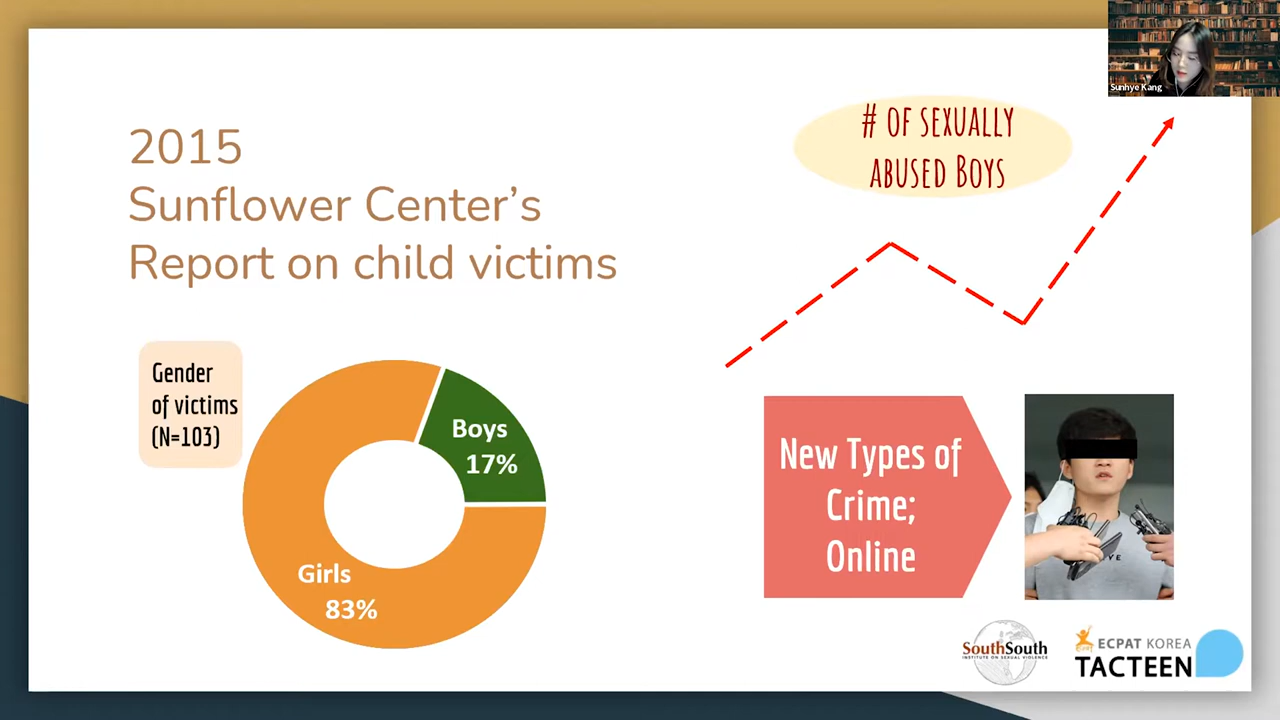 Sunhye Kang
2015
Sunflower Center's
Report on child victims
# OF SEXUALLY
ABUSED BOYS
Gender
of victims
(N=103)
Boys
17%
Girls
83%
New Types of
Crime;
Online
SouthSouth
INSTITUTE ON SEXUAL VIOLENCE
ECPAT KOREA
TACTEEN